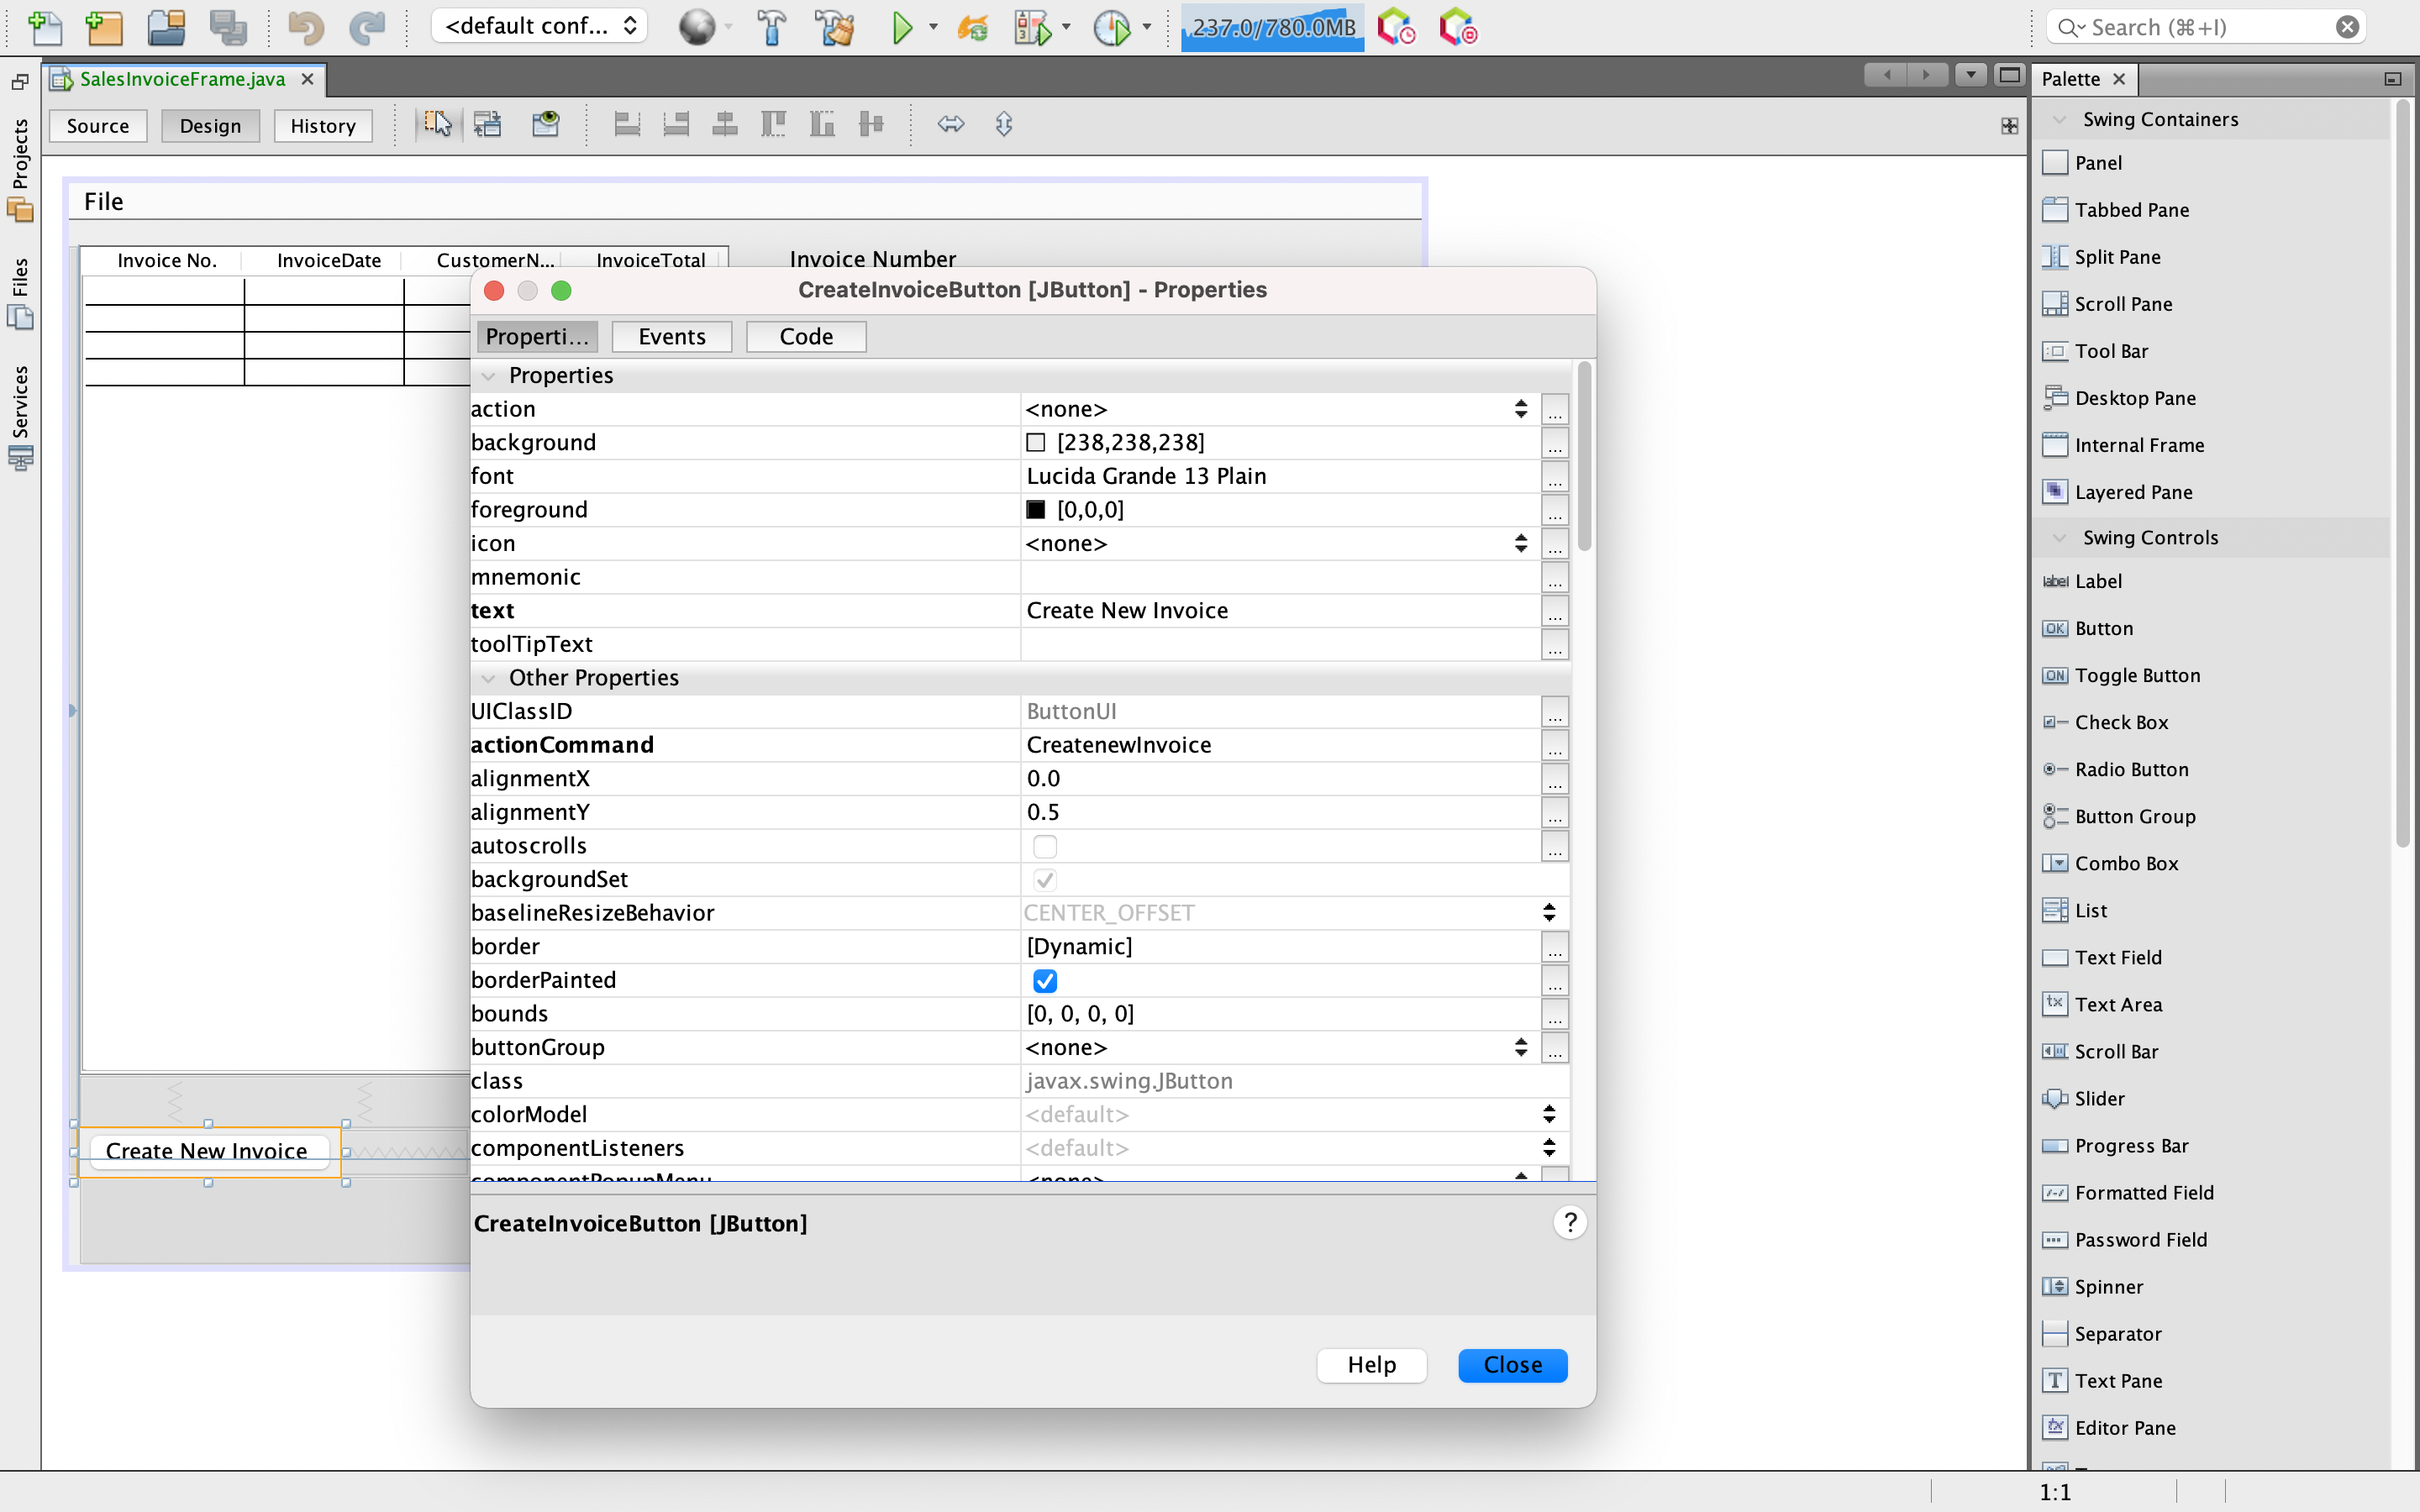 <default conf...
237.0/780.0MB
Search (⌘+I)
SalesInvoiceFrame.java
Palette
Source
Design
History
Projects
Files
Services
File
Invoice No.
InvoiceDate
CustomerN...
InvoiceTotal
Invoice Number
Create New Invoice
CreateInvoiceButton [JButton] - Properties
Properti...
Events
Code
Properties
action
<none>
...
background
[238,238,238]
...
font
Lucida Grande 13 Plain
...
foreground
[0,0,0]
...
icon
<none>
...
mnemonic
...
text
Create New Invoice
...
toolTipText
...
Other Properties
UIClassID
ButtonUI
...
actionCommand
CreatenewInvoice
...
alignmentX
0.0
...
alignmentY
0.5
...
autoscrolls
...
backgroundSet
baselineResizeBehavior
CENTER_OFFSET
border
[Dynamic]
...
borderPainted
...
bounds
[0, 0, 0, 0]
...
buttonGroup
<none>
...
class
javax.swing.JButton
colorModel
<default>
componentListeners
<default>
componentPopupMenu
<none>
CreateInvoiceButton [JButton]
?
Help
Close
Swing Containers
Panel
Tabbed Pane
Split Pane
Scroll Pane
Tool Bar
Desktop Pane
Internal Frame
Layered Pane
Swing Controls
label
Label
OK
Button
ON
Toggle Button
Check Box
Radio Button
Button Group
Combo Box
List
Text Field
tx
Text Area
Scroll Bar
Slider
Progress Bar
Formatted Field
Password Field
Spinner
Separator
T
Text Pane
Editor Pane
1:1